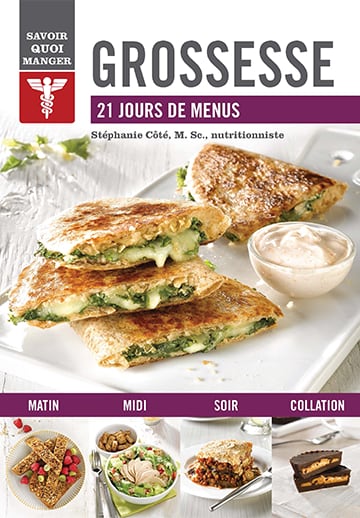 SAVOIR
QUOI
MANGER
GROSSESSE
21 JOURS DE MENUS
Stéphanie Côté, M. Sc., nutritionniste
MATIN
MIDI
SOIR
COLLATION